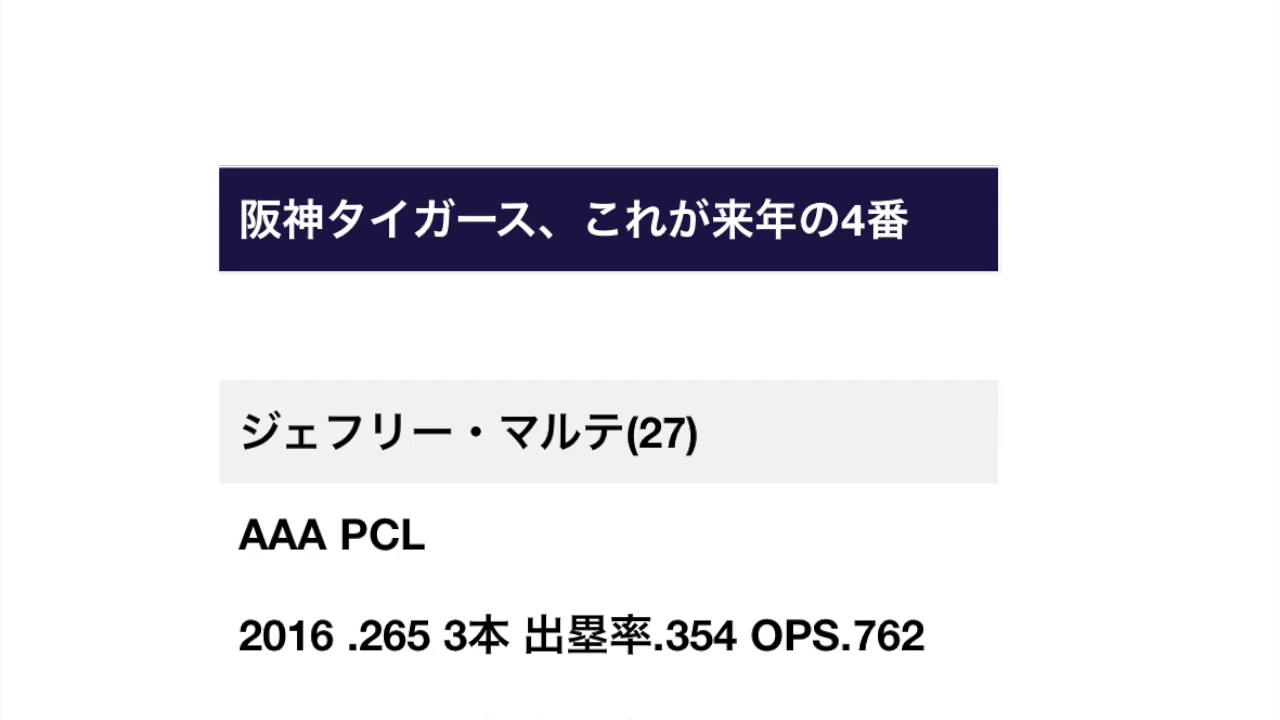 阪神タイガース、これが来年の4番
ジェフリー・マルテ(27)
AAA PCL
2016 .265 3本 出塁率.354 OPS.762